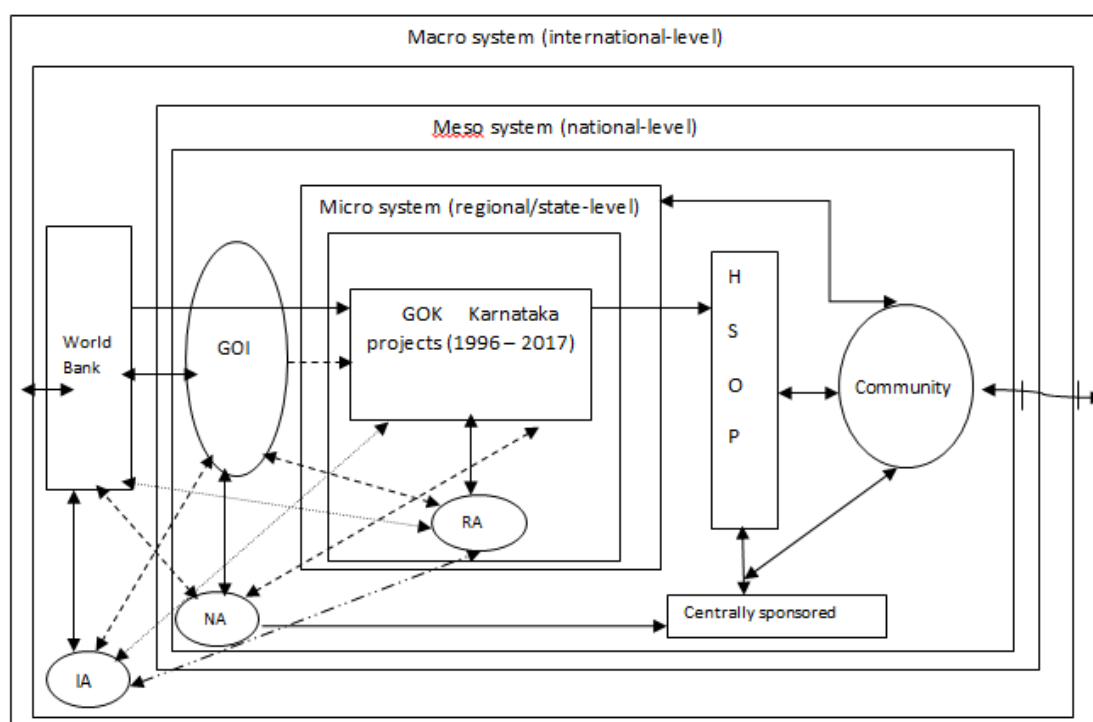 Macro system (international-level)
Meso system (national-level)
Micro system (regional/state-level)
World
Bank
GOI
GOK Karnataka
projects (1996 – 2017)
H
S
O
P
Community
RA
NA
Centrally sponsored
IA